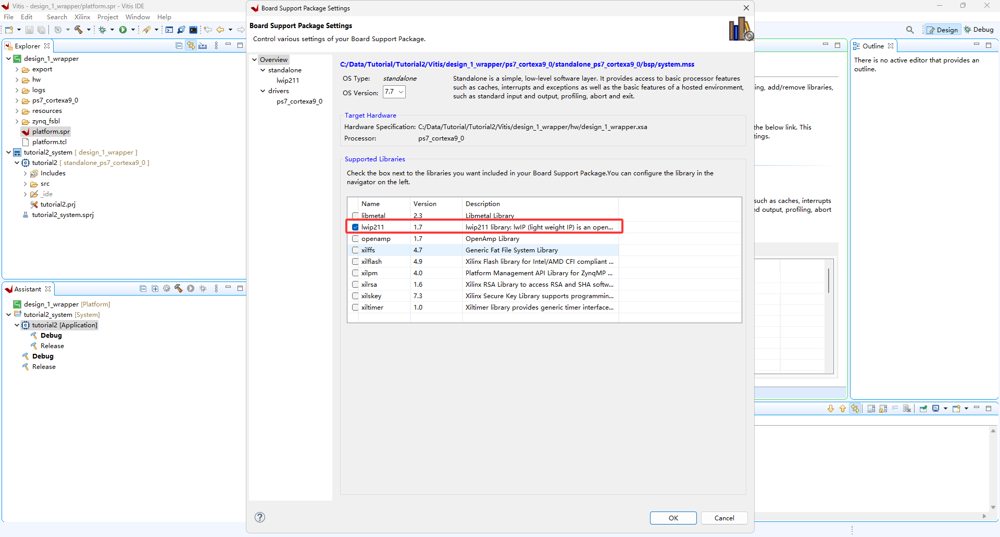 Vitis - design_1_wrapper/platform.spr - Vitis IDE
File Edit Search Xilinx Project Window Help
Design
Debug
Explorer
design_1_wrapper
export
hw
logs
ps7_cortexa9_0
resources
zynq_fsbl
platform.spr
platform.tcl
tutorial2_system [ design_1_wrapper ]
tutorial2 [ standalone_ps7_cortexa9_0 ]
Includes
src
_ide
tutorial2.prj
tutorial2_system.sprj
Assistant
design_1_wrapper [Platform]
tutorial2_system [System]
tutorial2 [Application]
Debug
Release
Debug
Release
Board Support Package Settings
Board Support Package Settings
Control various settings of your Board Support Package.
Overview
standalone
lwip211
drivers
ps7_cortexa9_0
C:/Data/Tutorial/Tutorial2/Vitis/design_1_wrapper/ps7_cortexa9_0/standalone_ps7_cortexa9_0/bsp/system.mss
OS Type: standalone
OS Version: 7.7
Standalone is a simple, low-level software layer. It provides access to basic processor features
such as caches, interrupts and exceptions as well as the basic features of a hosted environment,
such as standard input and output, profiling, abort and exit.
Target Hardware
Hardware Specification: C:/Data/Tutorial/Tutorial2/Vitis/design_1_wrapper/hw/design_1_wrapper.xsa
Processor: ps7_cortexa9_0
Supported Libraries
Check the box next to the libraries you want included in your Board Support Package.You can configure the library in the
navigator on the left.
Name Version Description
libmetal 2.3 Libmetal Library
lwip211 1.7 lwip211 library: lwIP (light weight IP) is an open...
openamp 1.7 OpenAmp Library
xilffs 4.7 Generic Fat File System Library
xilflash 4.9 Xilinx Flash library for Intel/AMD CFI compliant ...
xilpm 4.0 Platform Management API Library for ZynqMP ...
xilrsa 1.6 Xilinx RSA Library to access RSA and SHA softw...
xilskey 7.3 Xilinx Secure Key Library supports programmin...
xiltimer 1.0 Xiltimer library provides generic timer interface...
OK
Cancel
ing, add/remove libraries,
the below link. This
tings.
such as caches, interrupts
d output, profiling, abort
Outline
There is no active editor that provides an
outline.